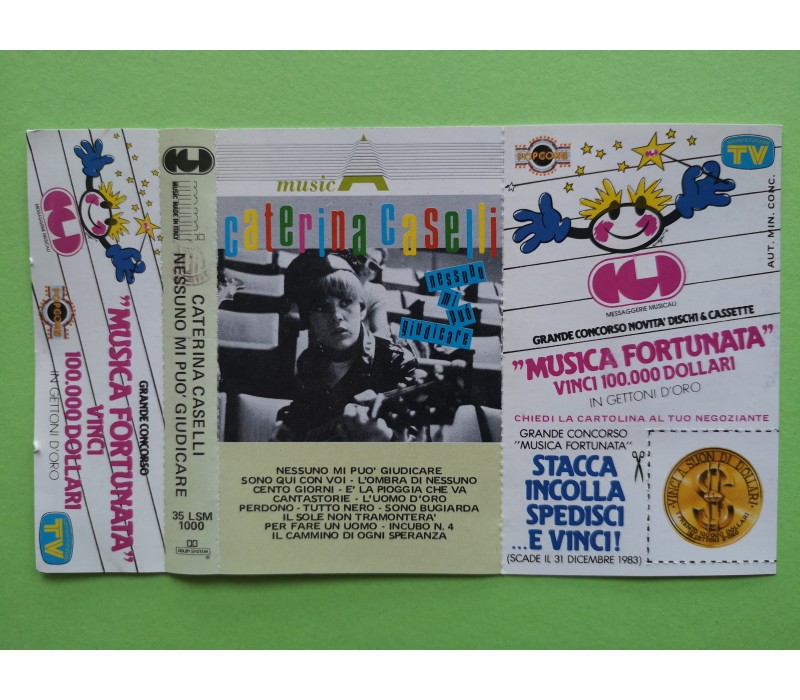 MESSAGGERIE MUSICALI
POPCORN
GRANDE CONCORSO
"MUSICA FORTUNATA"
VINCI
100.000 DOLLARI
IN GETTONI D'ORO
TV
MUSIC MADE IN ITALY
CATERINA CASELLI
NESSUNO MI PUO' GIUDICARE
35 LSM
1000
DOLBY SYSTEM
music A
caterina caselli
nessuno
mi
può
giudicare
NESSUNO MI PUO' GIUDICARE
SONO QUI CON VOI - L'OMBRA DI NESSUNO
CENTO GIORNI - E' LA PIOGGIA CHE VA
CANTASTORIE - L'UOMO D'ORO
PERDONO - TUTTO NERO - SONO BUGIARDA
IL SOLE NON TRAMONTERA'
PER FARE UN UOMO - INCUBO N. 4
IL CAMMINO DI OGNI SPERANZA
POPCORN
TV
AUT. MIN. CONC.
MESSAGGERIE MUSICALI
GRANDE CONCORSO NOVITA' DISCHI & CASSETTE
"MUSICA FORTUNATA"
VINCI 100.000 DOLLARI
IN GETTONI D'ORO
CHIEDI LA CARTOLINA AL TUO NEGOZIANTE
GRANDE CONCORSO
"MUSICA FORTUNATA"
STACCA
INCOLLA
SPEDISCI
...E VINCI!
(SCADE IL 31 DICEMBRE 1983)
VINCI A SUON DI DOLLARI